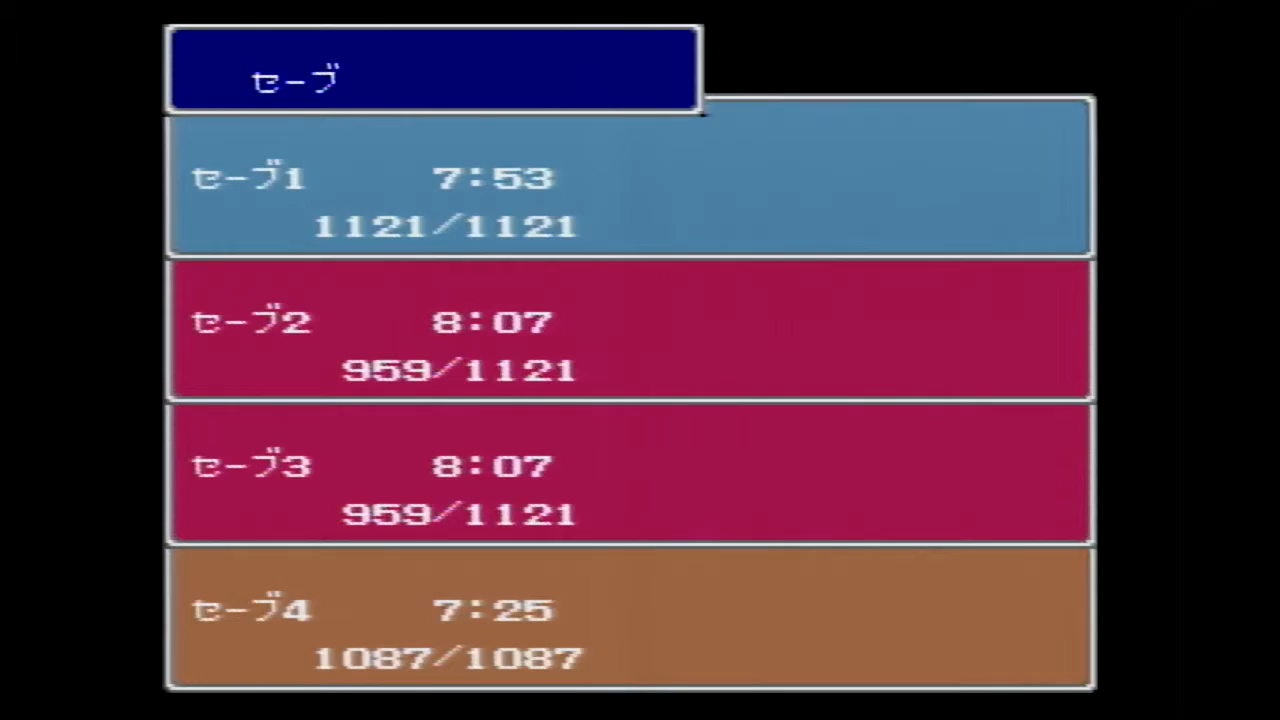 セーブ
セーブ1 7:53
1121/1121
セーブ2 8:07
959/1121
セーブ3 8:07
959/1121
セーブ4 7:25
1087/1087